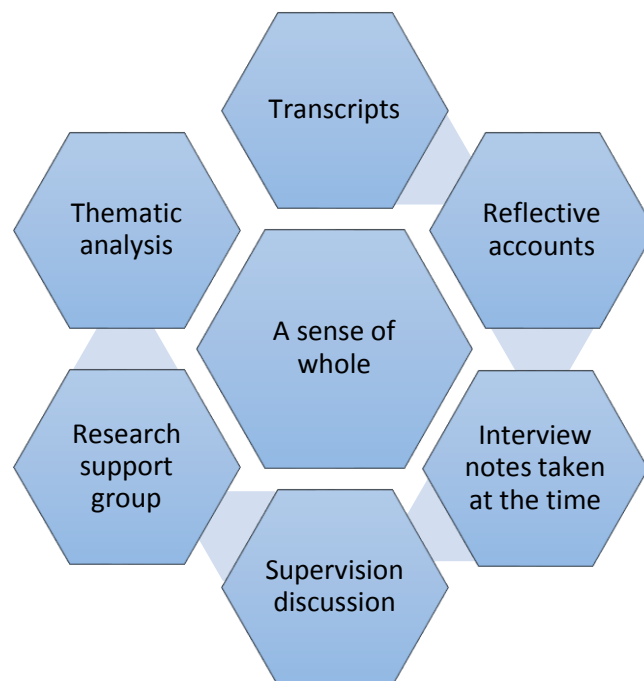 Transcripts
Reflective
accounts
Interview
notes taken
at the time
Supervision
discussion
Research
support
group
Thematic
analysis
A sense of
whole